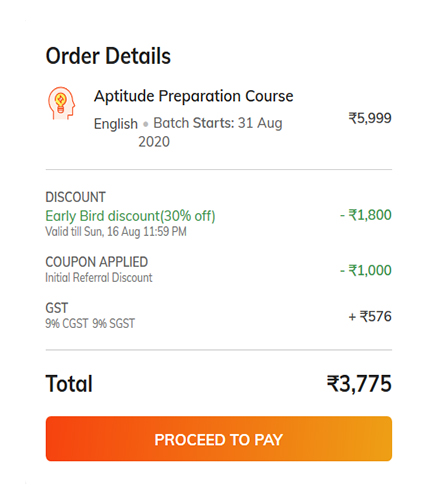 Order Details
Aptitude Preparation Course
English • Batch Starts: 31 Aug
2020
₹5,999
DISCOUNT
Early Bird discount(30% off)
- ₹1,800
Valid till Sun, 16 Aug 11:59 PM
COUPON APPLIED
- ₹1,000
Initial Referral Discount
GST
+ ₹576
9% CGST 9% SGST
Total
₹3,775
PROCEED TO PAY